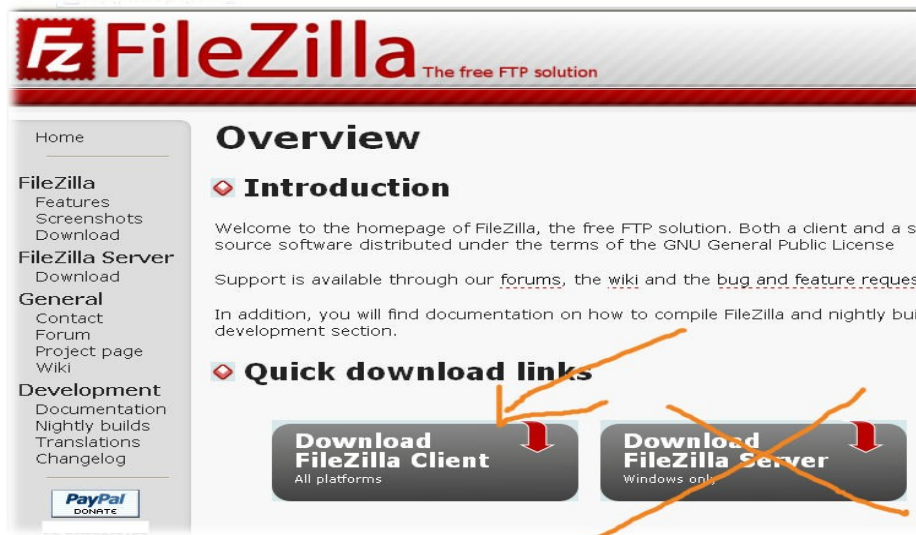 Fz FileZilla The free FTP solution
Home
FileZilla
Features
Screenshots
Download
FileZilla Server
Download
General
Contact
Forum
Project page
Wiki
Development
Documentation
Nightly builds
Translations
Changelog
PayPal
DONATE
Overview
Introduction
Welcome to the homepage of FileZilla, the free FTP solution. Both a client and a s
source software distributed under the terms of the GNU General Public License
Support is available through our forums, the wiki and the bug and feature reques
In addition, you will find documentation on how to compile FileZilla and nightly bui
development section.
Quick download links
Download
FileZilla Client
All platforms
Download
FileZilla Server
Windows only